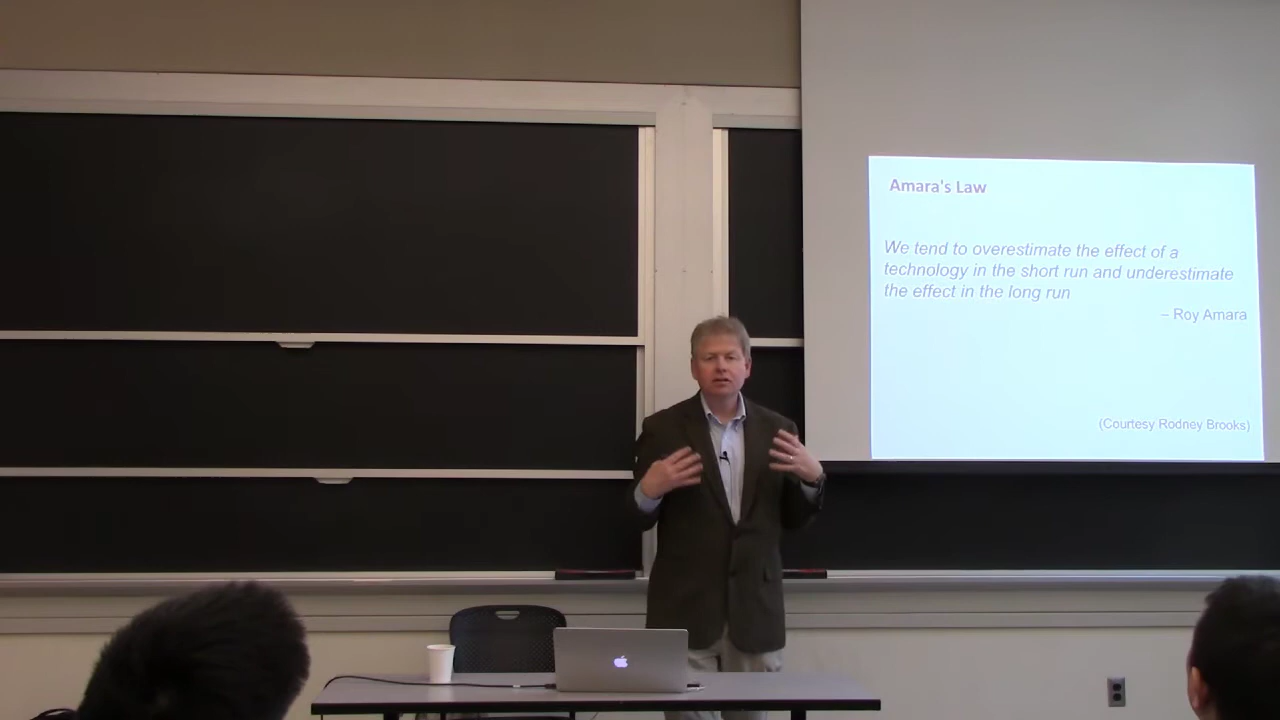 Amara's Law
We tend to overestimate the effect of a
technology in the short run and underestimate
the effect in the long run
– Roy Amara
(Courtesy Rodney Brooks)